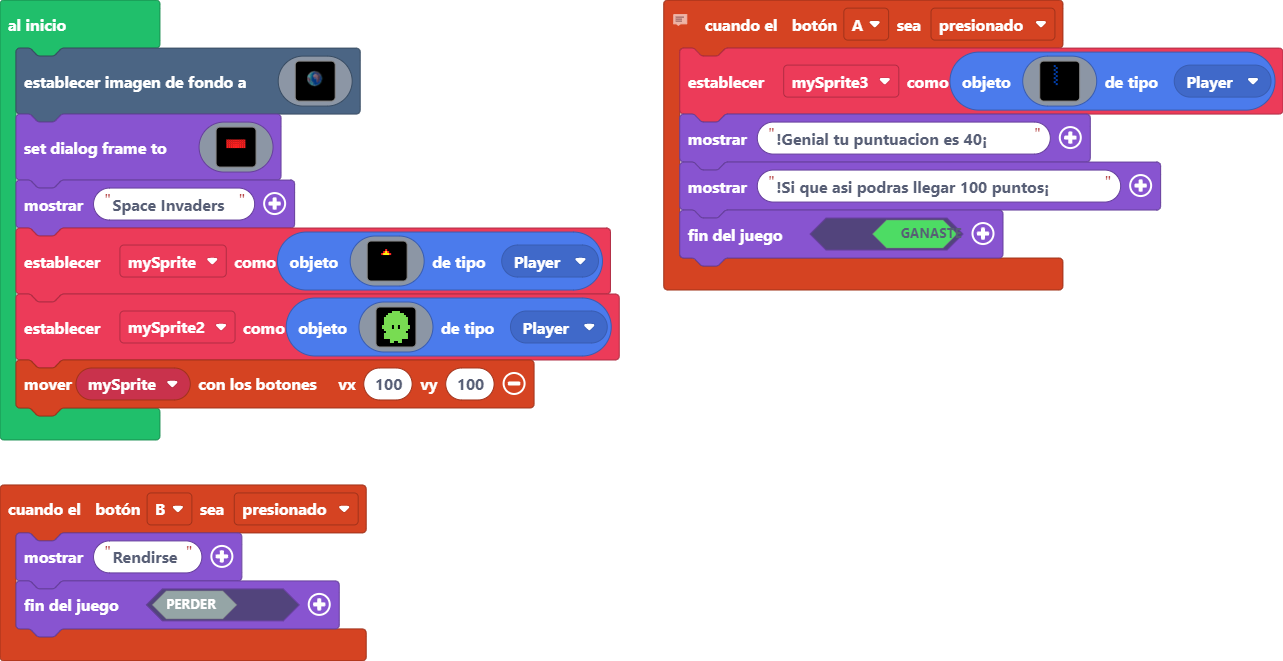 al inicio
establecer imagen de fondo a
set dialog frame to
mostrar "Space Invaders"
establecer mySprite como objeto de tipo Player
establecer mySprite2 como objeto de tipo Player
mover mySprite con los botones vx 100 vy 100
cuando el botón B sea presionado
mostrar "Rendirse"
fin del juego PERDER
cuando el botón A sea presionado
establecer mySprite3 como objeto de tipo Player
mostrar "!Genial tu puntuacion es 40¡"
mostrar "!Si que asi podras llegar 100 puntos¡"
fin del juego GANAST